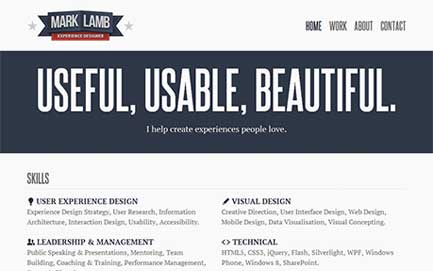 MARK LAMB
EXPERIENCE DESIGNER
HOME WORK ABOUT CONTACT
USEFUL, USABLE, BEAUTIFUL.
I help create experiences people love.
SKILLS
USER EXPERIENCE DESIGN
Experience Design Strategy, User Research, Information
Architecture, Interaction Design, Usability, Accessibility.
VISUAL DESIGN
Creative Direction, User Interface Design, Web Design,
Mobile Design, Data Visualisation, Visual Concepting.
LEADERSHIP & MANAGEMENT
Public Speaking & Presentations, Mentoring, Team
Building, Coaching & Training, Performance Management,
TECHNICAL
HTML5, CSS3, jQuery, Flash, Silverlight, WPF, Windows
Phone, Windows 8, SharePoint.